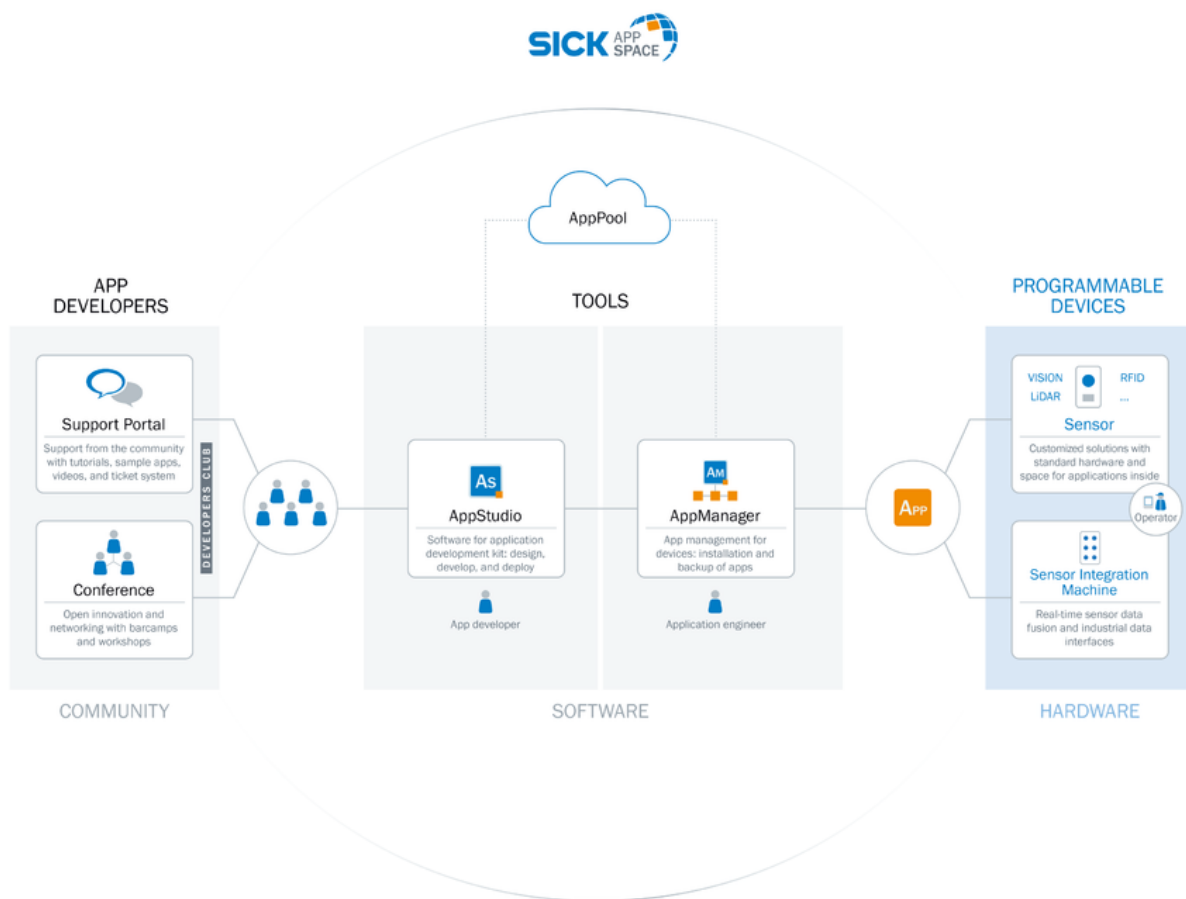 SICK APP
SPACE
AppPool
APP
DEVELOPERS
TOOLS
PROGRAMMABLE
DEVICES
Support Portal
Support from the community
with tutorials, sample apps,
videos, and ticket system
DEVELOPERS CLUB
Conference
Open innovation and
networking with barcamps
and workshops
As
AppStudio
Software for application
development kit: design,
develop, and deploy
App developer
AM
AppManager
App management for
devices: installation and
backup of apps
Application engineer
APP
VISION
RFID
LiDAR
...
Sensor
Customized solutions with
standard hardware and
space for applications inside
Operator
Sensor Integration
Machine
Real-time sensor data
fusion and industrial data
interfaces
COMMUNITY
SOFTWARE
HARDWARE